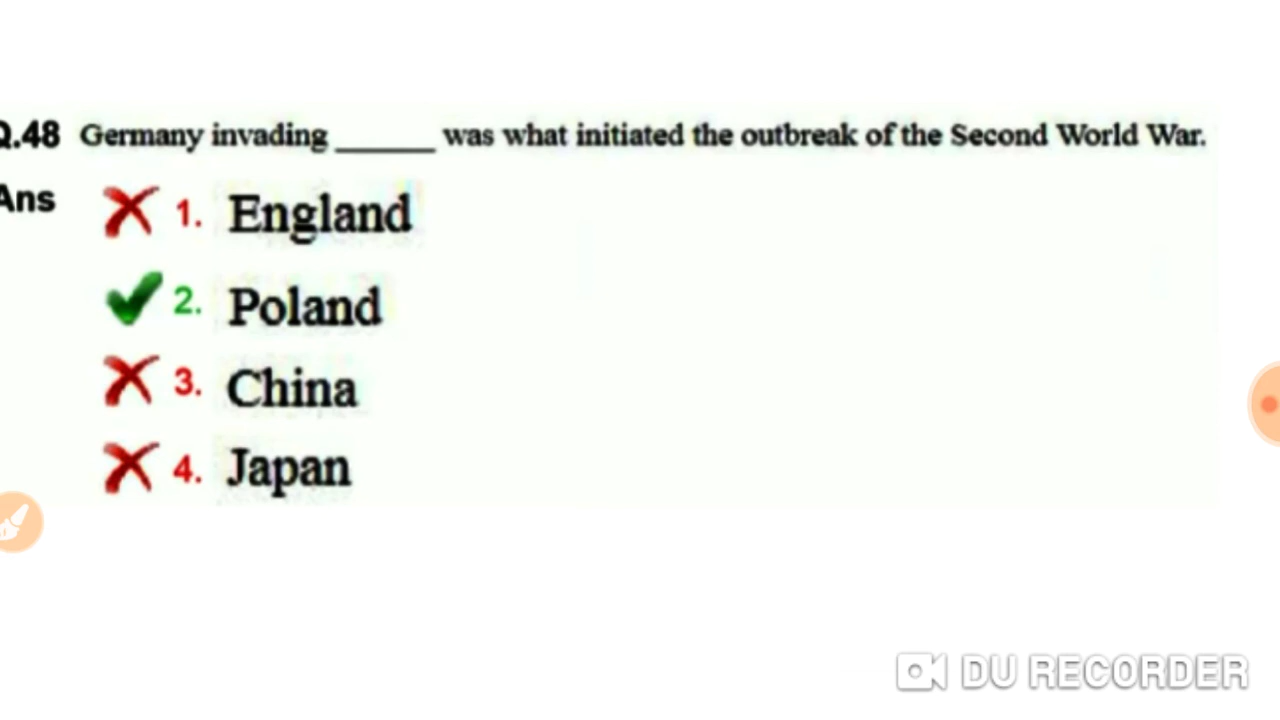 Q.48 Germany invading ______ was what initiated the outbreak of the Second World War.
Ans 1. England
2. Poland
3. China
4. Japan
DU RECORDER